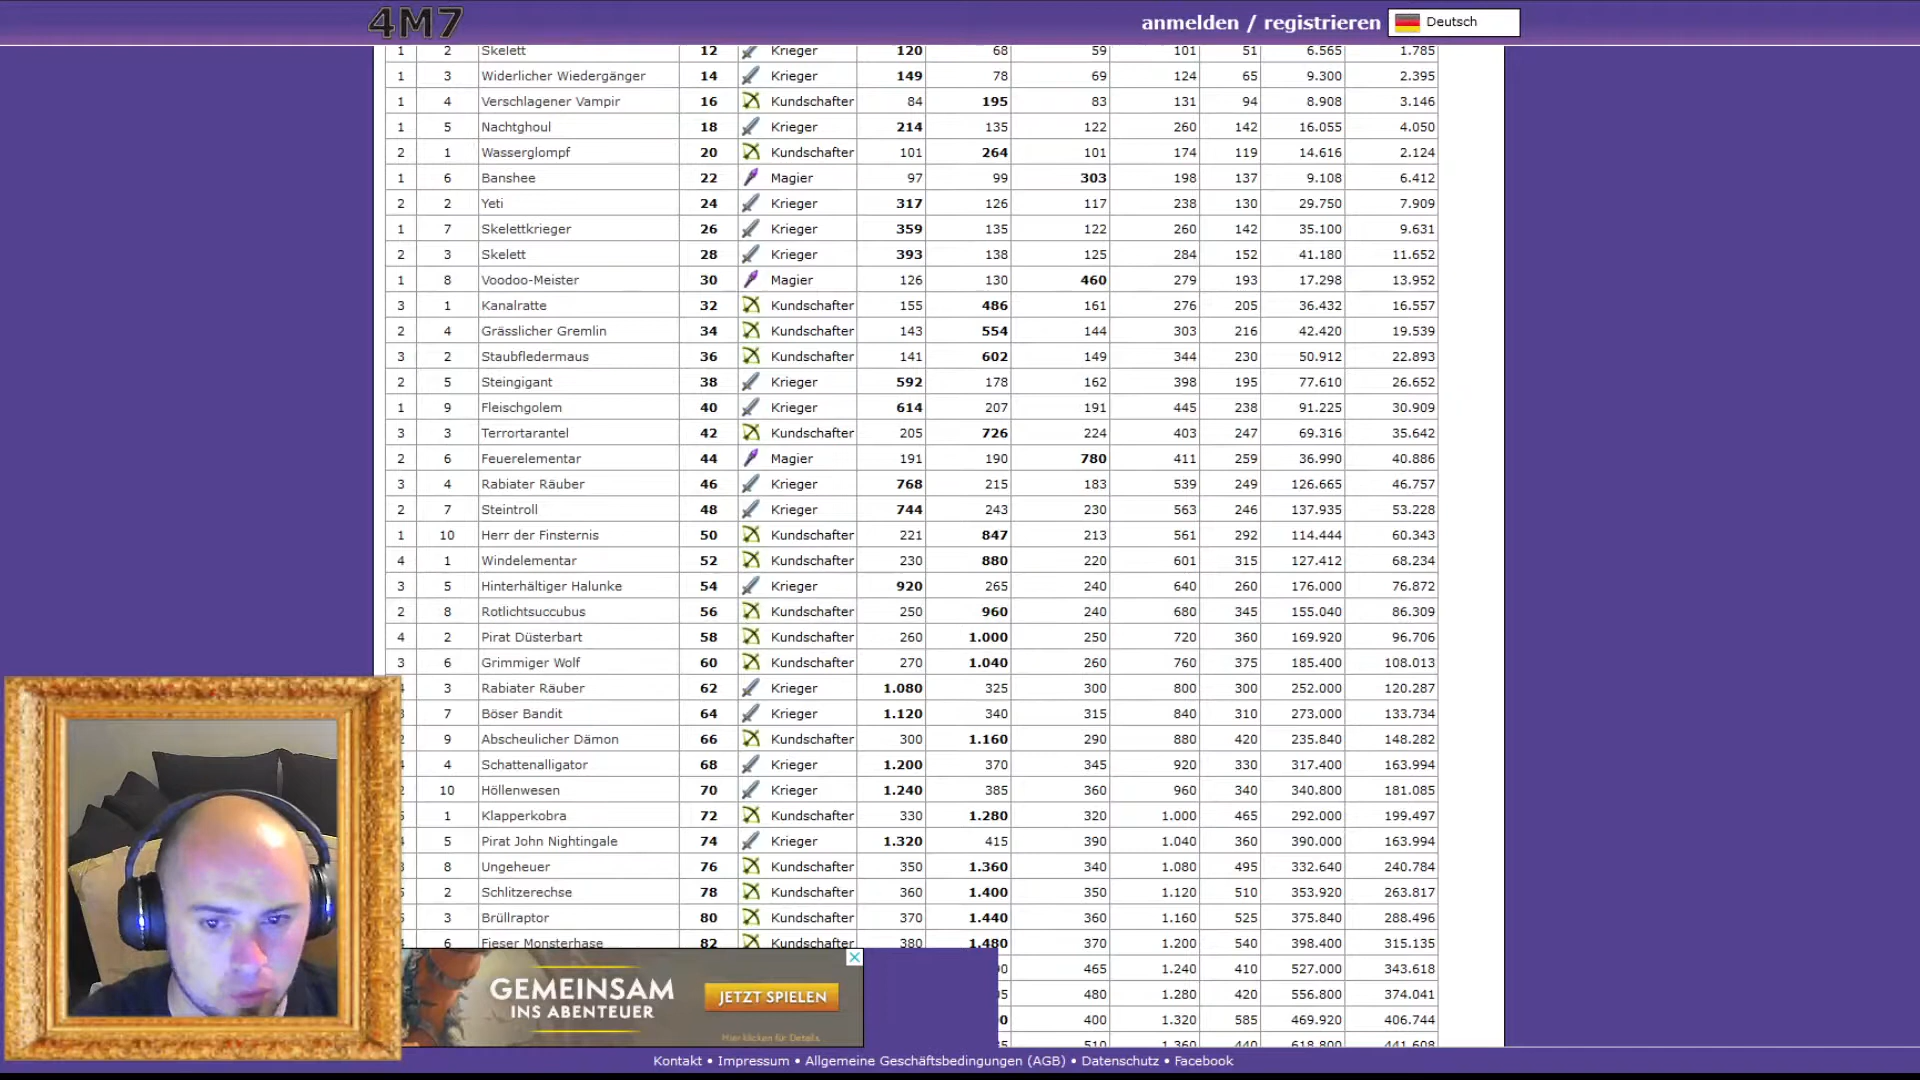 4M7
anmelden / registrieren Deutsch
1 2 Skelett 12 Krieger 120 68 59 101 51 6.565 1.785
1 3 Widerlicher Wiedergänger 14 Krieger 149 78 69 124 65 9.300 2.395
1 4 Verschlagener Vampir 16 Kundschafter 84 195 83 131 94 8.908 3.146
1 5 Nachtghoul 18 Krieger 214 135 122 260 142 16.055 4.050
2 1 Wasserglompf 20 Kundschafter 101 264 101 174 119 14.616 2.124
1 6 Banshee 22 Magier 97 99 303 198 137 9.108 6.412
2 2 Yeti 24 Krieger 317 126 117 238 130 29.750 7.909
1 7 Skelettkrieger 26 Krieger 359 135 122 260 142 35.100 9.631
2 3 Skelett 28 Krieger 393 138 125 284 152 41.180 11.652
1 8 Voodoo-Meister 30 Magier 126 130 460 279 193 17.298 13.952
3 1 Kanalratte 32 Kundschafter 155 486 161 276 205 36.432 16.557
2 4 Grässlicher Gremlin 34 Kundschafter 143 554 144 303 216 42.420 19.539
3 2 Staubfledermaus 36 Kundschafter 141 602 149 344 230 50.912 22.893
2 5 Steingigant 38 Krieger 592 178 162 398 195 77.610 26.652
1 9 Fleischgolem 40 Krieger 614 207 191 445 238 91.225 30.909
3 3 Terrortarantel 42 Kundschafter 205 726 224 403 247 69.316 35.642
2 6 Feuerelementar 44 Magier 191 190 780 411 259 36.990 40.886
3 4 Rabiater Räuber 46 Krieger 768 215 183 539 249 126.665 46.757
2 7 Steintroll 48 Krieger 744 243 230 563 246 137.935 53.228
1 10 Herr der Finsternis 50 Kundschafter 221 847 213 561 292 114.444 60.343
4 1 Windelementar 52 Kundschafter 230 880 220 601 315 127.412 68.234
3 5 Hinterhältiger Halunke 54 Krieger 920 265 240 640 260 176.000 76.872
2 8 Rotlichtsuccubus 56 Kundschafter 250 960 240 680 345 155.040 86.309
4 2 Pirat Düsterbart 58 Kundschafter 260 1.000 250 720 360 169.920 96.706
3 6 Grimmiger Wolf 60 Kundschafter 270 1.040 260 760 375 185.400 108.013
3 Rabiater Räuber 62 Krieger 1.080 325 300 800 300 252.000 120.287
7 Böser Bandit 64 Krieger 1.120 340 315 840 310 273.000 133.734
9 Abscheulicher Dämon 66 Kundschafter 300 1.160 290 880 420 235.840 148.282
4 Schattenalligator 68 Krieger 1.200 370 345 920 330 317.400 163.994
10 Höllenwesen 70 Krieger 1.240 385 360 960 340 340.800 181.085
1 Klapperkobra 72 Kundschafter 330 1.280 320 1.000 465 292.000 199.497
5 Pirat John Nightingale 74 Krieger 1.320 415 390 1.040 360 390.000 163.994
8 Ungeheuer 76 Kundschafter 350 1.360 340 1.080 495 332.640 240.784
2 Schlitzerechse 78 Kundschafter 360 1.400 350 1.120 510 353.920 263.817
3 Brüllraptor 80 Kundschafter 370 1.440 360 1.160 525 375.840 288.496
6 Fieser Monsterhase 82 Kundschafter 380 1.480 370 1.200 540 398.400 315.135
465 1.240 410 527.000 343.618
480 1.280 420 556.800 374.041
400 1.320 585 469.920 406.744
510 1.360 440 618.800 441.608
GEMEINSAM
INS ABENTEUER
JETZT SPIELEN
Hier klicken für Details.
Kontakt • Impressum • Allgemeine Geschäftsbedingungen (AGB) • Datenschutz • Facebook